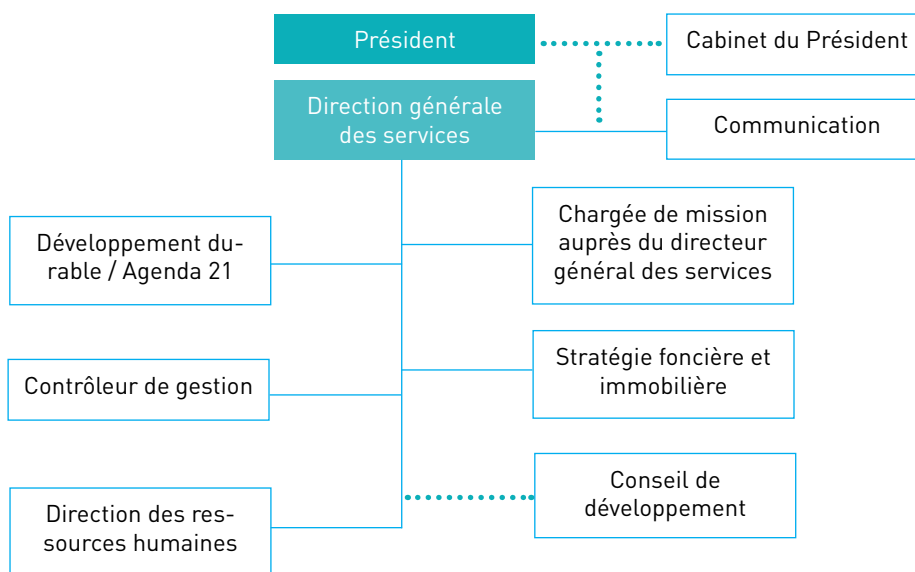 Président
Cabinet du Président
Direction générale
des services
Communication
Développement du-
rable / Agenda 21
Chargée de mission
auprès du directeur
général des services
Contrôleur de gestion
Stratégie foncière et
immobilière
Direction des res-
sources humaines
Conseil de
développement